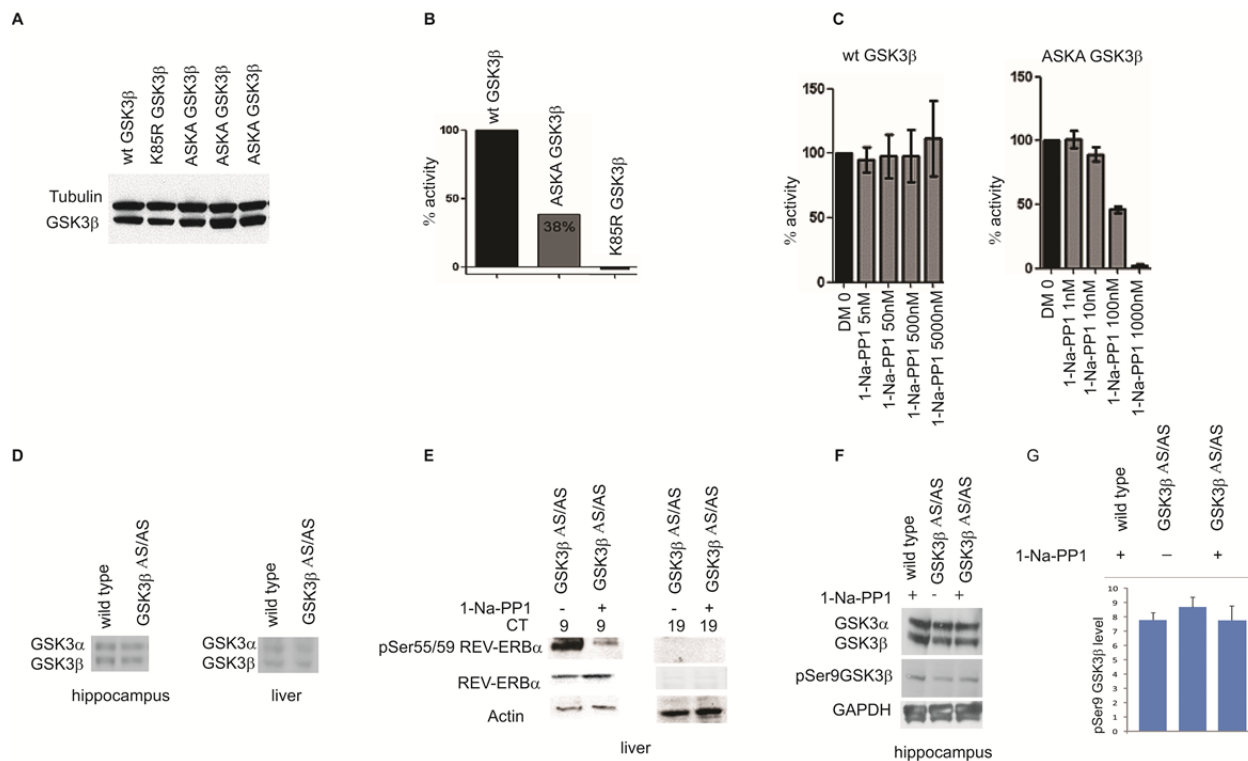 A
wt GSK3β
K85R GSK3β
ASKA GSK3β
ASKA GSK3β
ASKA GSK3β
Tubulin
GSK3β
B
wt GSK3β
ASKA GSK3β
K85R GSK3β
% activity
100
50
0
38%
C
wt GSK3β
% activity
150
100
50
0
DM 0
1-Na-PP1 5nM
1-Na-PP1 50nM
1-Na-PP1 500nM
1-Na-PP1 5000nM
ASKA GSK3β
% activity
150
100
50
0
DM 0
1-Na-PP1 1nM
1-Na-PP1 10nM
1-Na-PP1 100nM
1-Na-PP1 1000nM
D
wild type
GSK3β AS/AS
GSK3α
GSK3β
hippocampus
wild type
GSK3β AS/AS
GSK3α
GSK3β
liver
E
GSK3β AS/AS
GSK3β AS/AS
GSK3β AS/AS
GSK3β AS/AS
1-Na-PP1 - + - +
CT 9 9 19 19
pSer55/59 REV-ERBα
REV-ERBα
Actin
liver
F
wild type
GSK3β AS/AS
GSK3β AS/AS
1-Na-PP1 + - +
GSK3α
GSK3β
pSer9GSK3β
GAPDH
hippocampus
G
wild type
GSK3β AS/AS
GSK3β AS/AS
1-Na-PP1 + – +
pSer9 GSK3β level
10
9
8
7
6
5
4
3
2
1
0